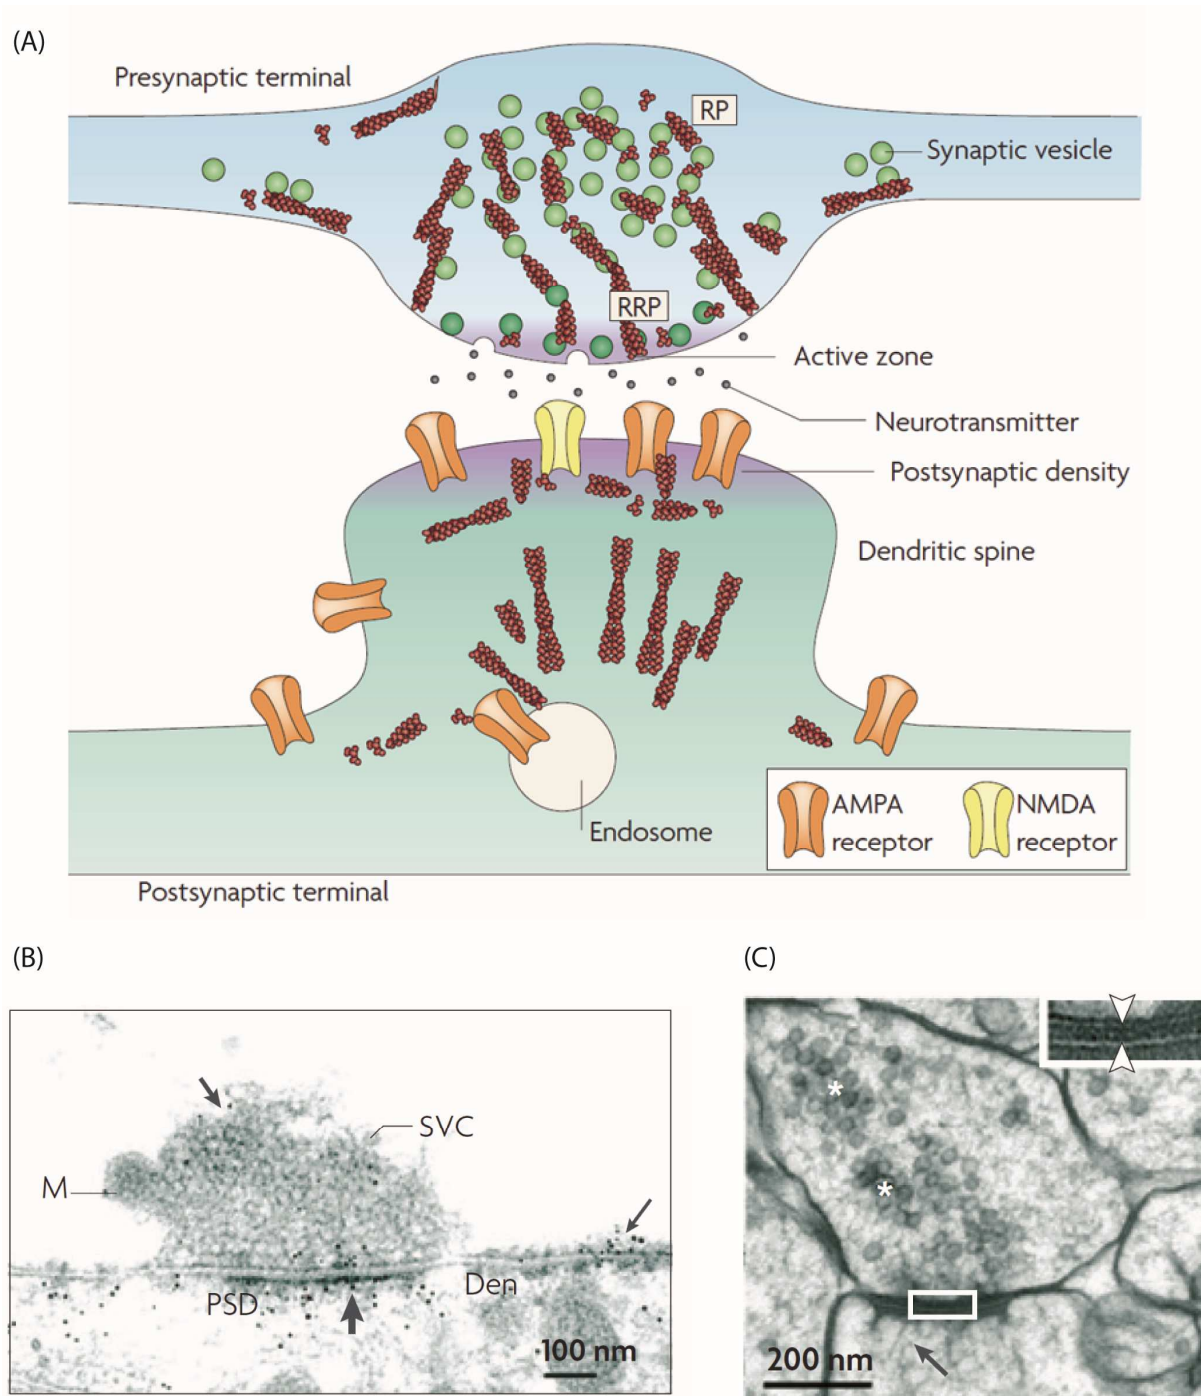 (A)
Presynaptic terminal
RP
Synaptic vesicle
RRP
Active zone
Neurotransmitter
Postsynaptic density
Dendritic spine
AMPA
receptor
NMDA
receptor
Endosome
Postsynaptic terminal
(B)
(C)
SVC
M
PSD
Den
100 nm
*
*
200 nm